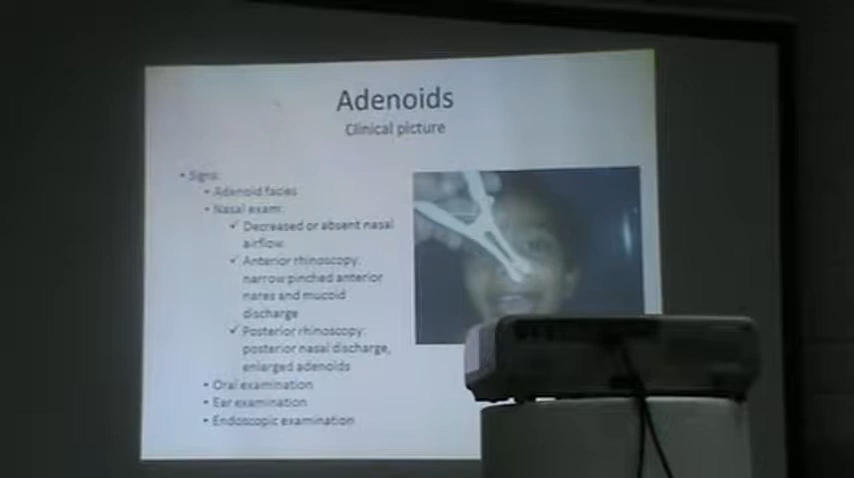 Adenoids
Clinical picture
• Signs:
• Adenoid facies
• Nasal exam:
✓ Decreased or absent nasal
airflow.
✓ Anterior rhinoscopy:
narrow pinched anterior
nares and mucoid
discharge
✓ Posterior rhinoscopy:
posterior nasal discharge,
enlarged adenoids
• Oral examination
• Ear examination
• Endoscopic examination